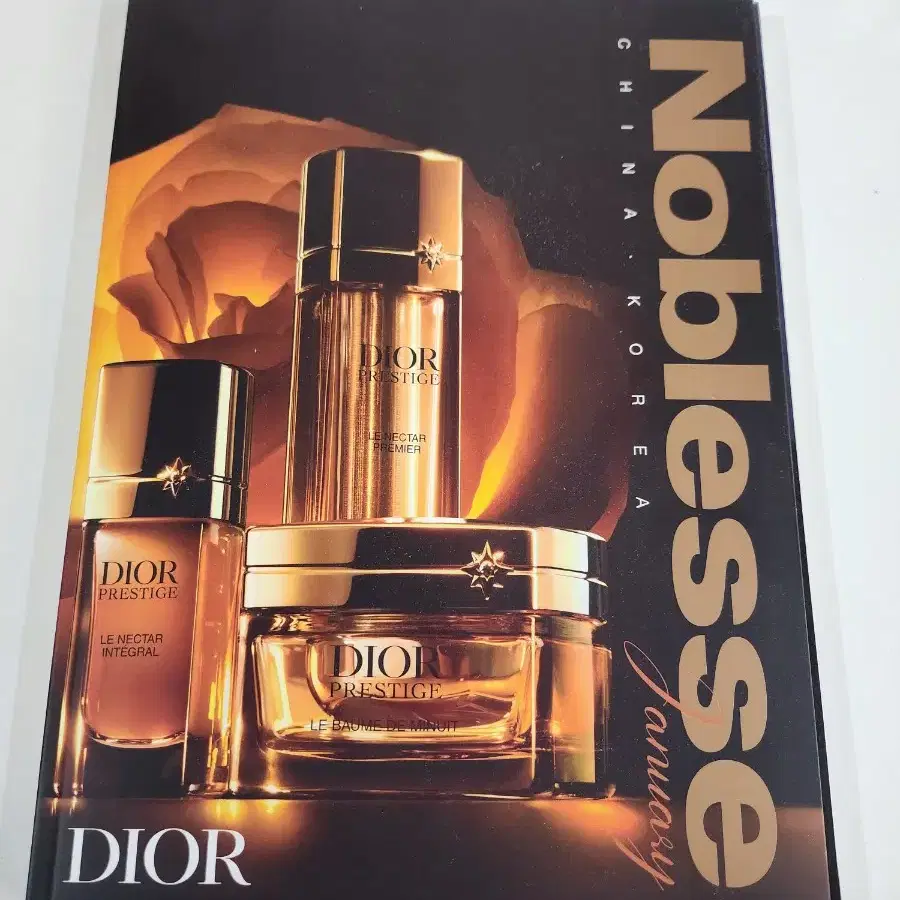 Noblesse
CHINA · KOREA
January
DIOR
PRESTIGE
LE NECTAR
PREMIER
DIOR
PRESTIGE
LE NECTAR
INTÉGRAL
DIOR
PRESTIGE
LE BAUME DE MINUIT
DIOR